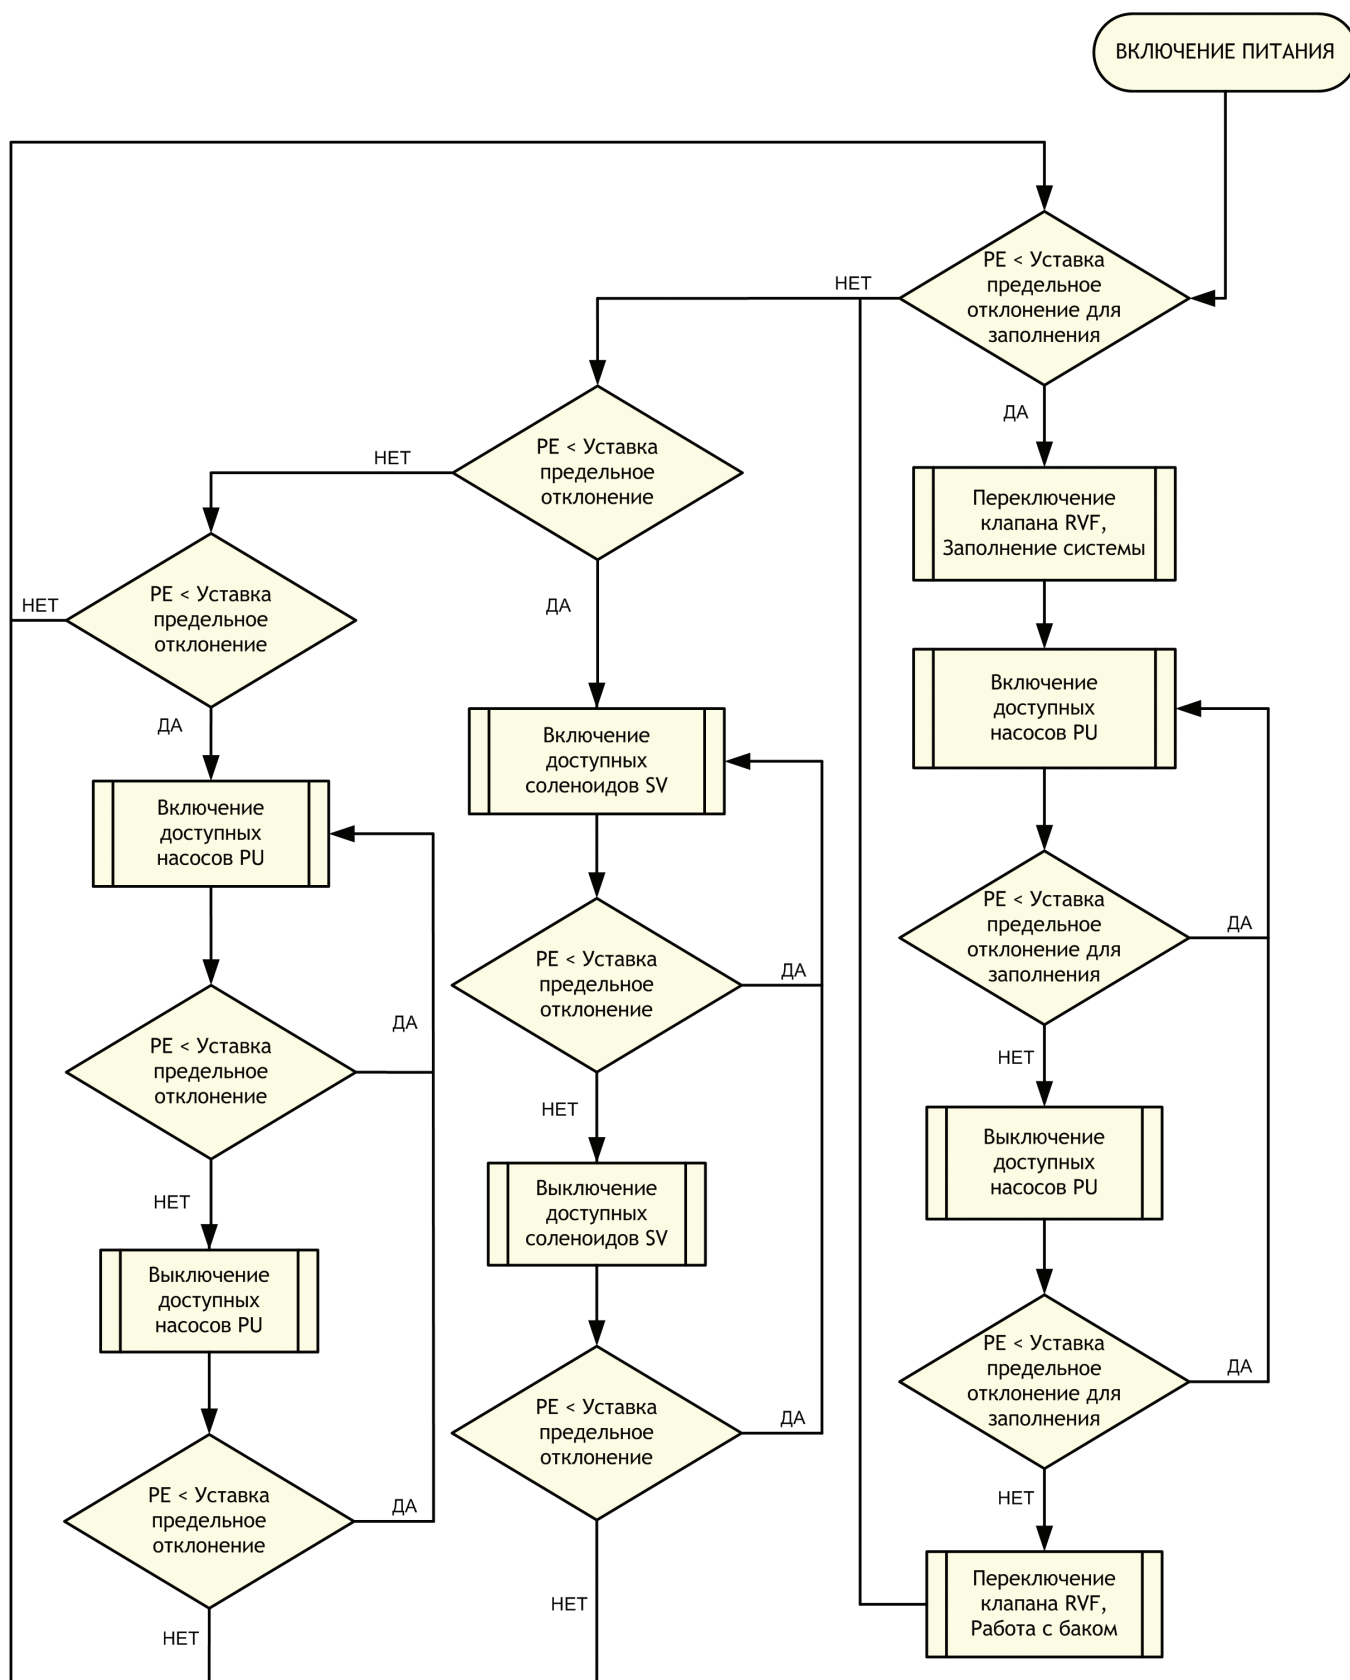 ВКЛЮЧЕНИЕ ПИТАНИЯ
PE < Уставка
предельное
отклонение для
заполнения
НЕТ
ДА
PE < Уставка
предельное
отклонение
НЕТ
ДА
Переключение
клапана RVF,
Заполнение системы
PE < Уставка
предельное
отклонение
НЕТ
ДА
Включение
доступных
насосов PU
Включение
доступных
соленоидов SV
Включение
доступных
насосов PU
PE < Уставка
предельное
отклонение для
заполнения
ДА
НЕТ
PE < Уставка
предельное
отклонение
ДА
НЕТ
PE < Уставка
предельное
отклонение
ДА
НЕТ
Выключение
доступных
насосов PU
Выключение
доступных
соленоидов SV
Выключение
доступных
насосов PU
PE < Уставка
предельное
отклонение для
заполнения
ДА
НЕТ
PE < Уставка
предельное
отклонение
ДА
НЕТ
PE < Уставка
предельное
отклонение
ДА
НЕТ
Переключение
клапана RVF,
Работа с баком